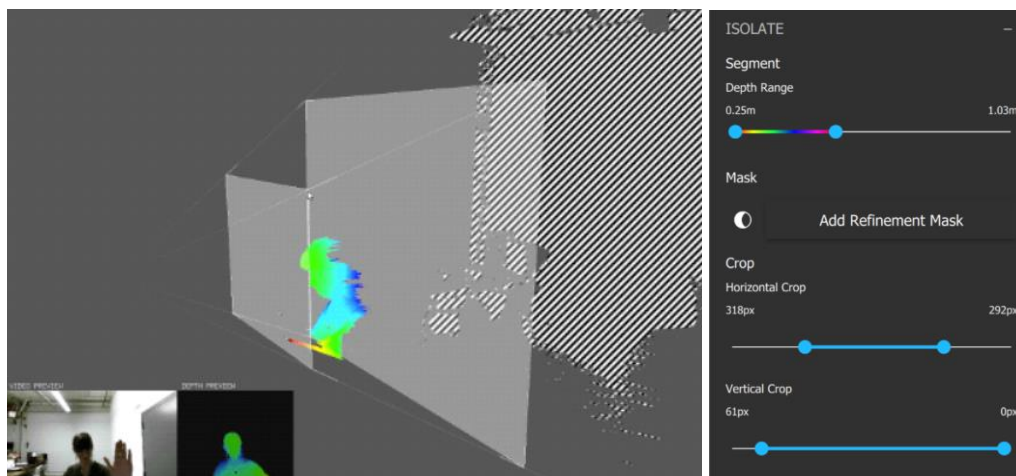 VIDEO PREVIEW
DEPTH PREVIEW
ISOLATE
Segment
Depth Range
0.25m 1.03m
Mask
Add Refinement Mask
Crop
Horizontal Crop
318px 292px
Vertical Crop
61px 0px